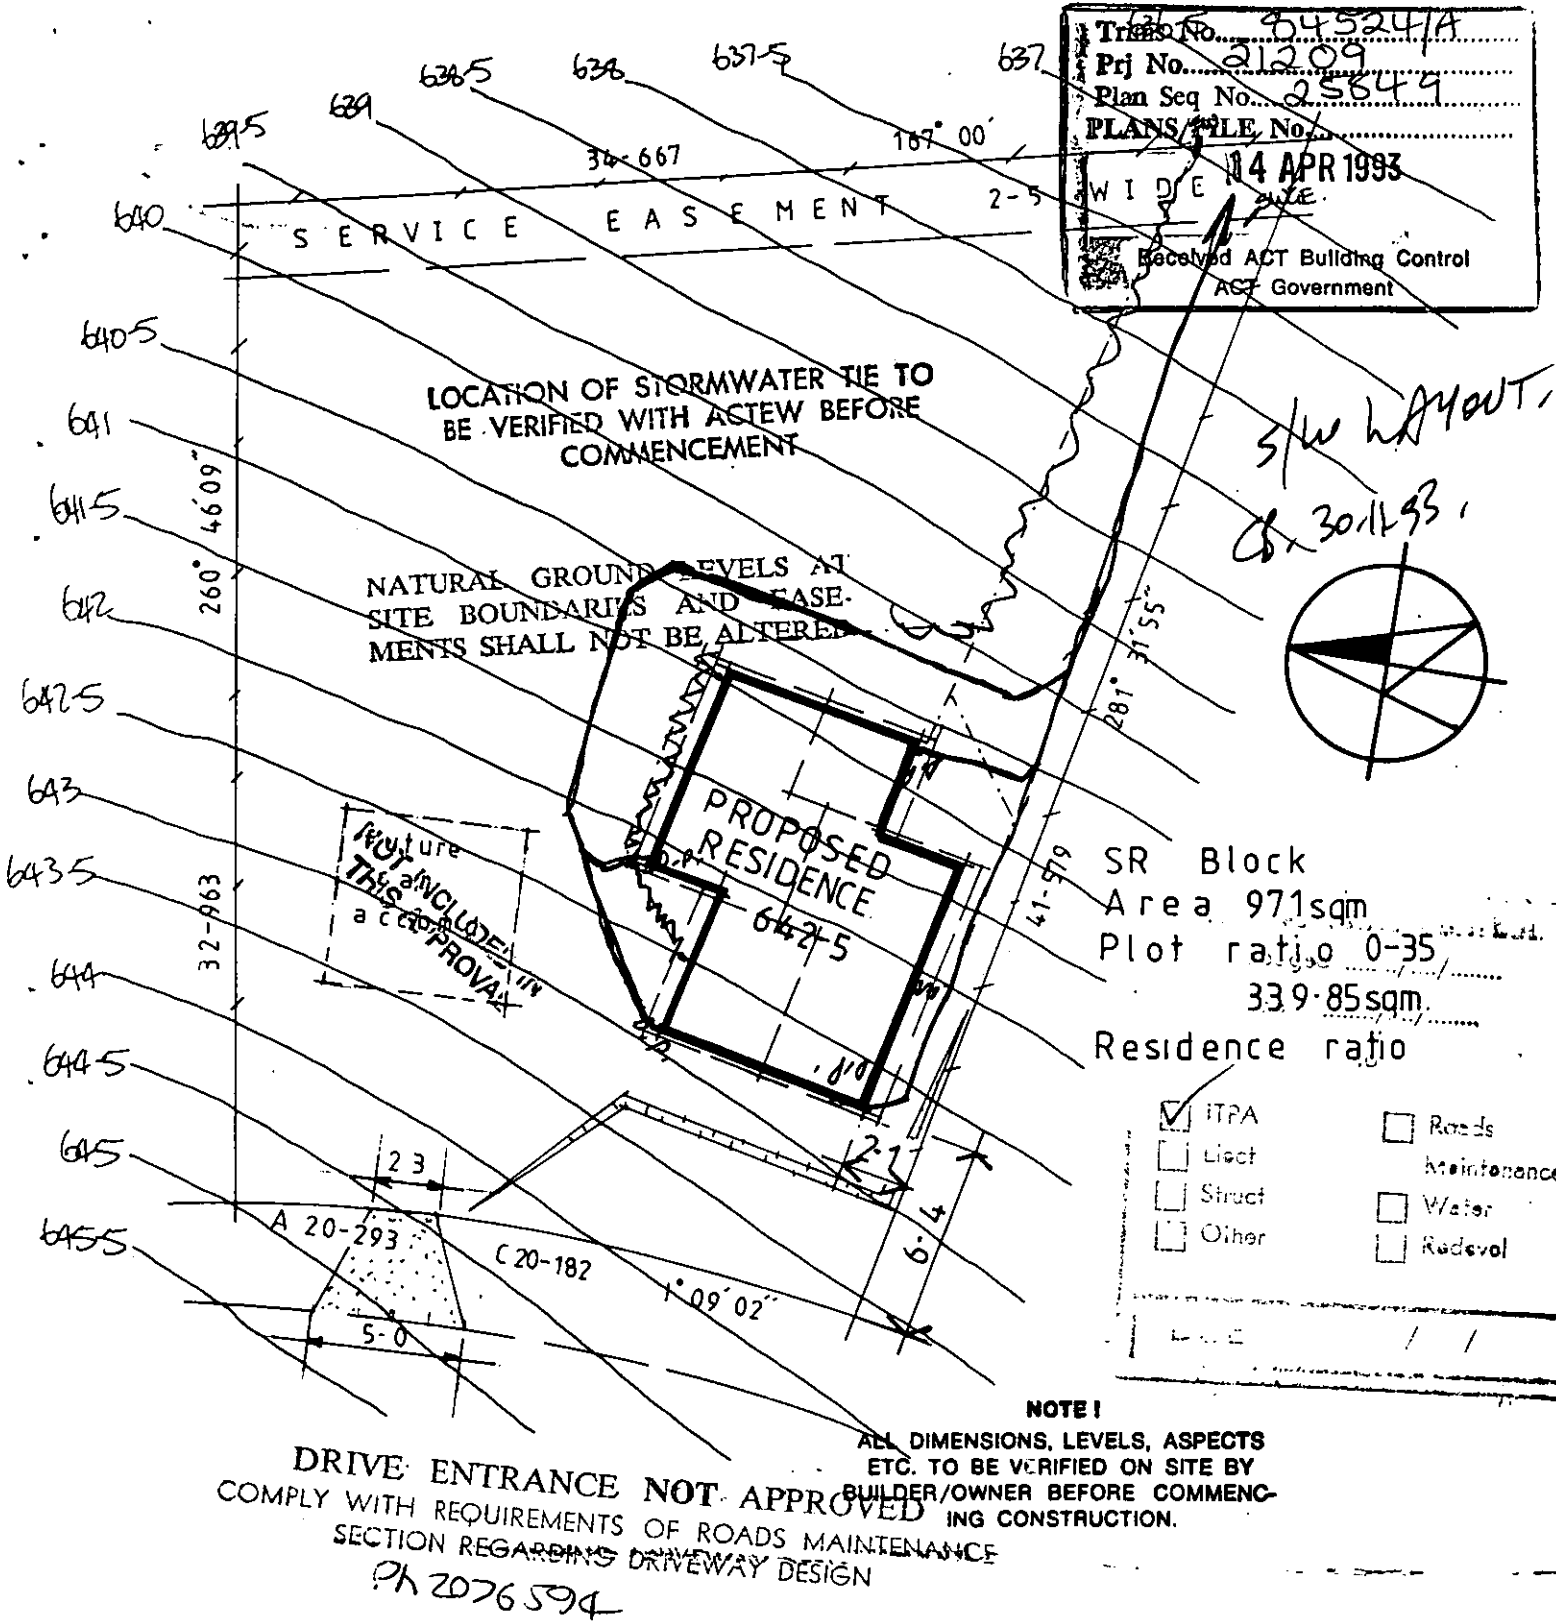 Trans No. 845241/A
Prj No. 21209
Plan Seq No. 25849
PLANS/FILE No.
14 APR 1993
Received ACT Building Control
ACT Government
637
637-5
638
638-5
639
639-5
640
640-5
641
641-5
642
642-5
643
643-5
644
644-5
645
645-5
34-667
167° 00'
SERVICE EASEMENT 2-5 WIDE
LOCATION OF STORMWATER TIE TO
BE VERIFIED WITH ACTEW BEFORE
COMMENCEMENT
S/W LAYOUT.
30.11.93.
260° 46'09"
32-963
NATURAL GROUND LEVELS AT
SITE BOUNDARIES AND EASE-
MENTS SHALL NOT BE ALTERED
281° 31'55"
41-579
PROPOSED
RESIDENCE
642-5
d.p.
d.p.
d.p.
future
NOT INCLUDED IN
THIS APPROVAL
SR Block
Area 971sqm
Plot ratio 0-35
339.85sqm.
Residence ratio
ITPA
Struct
Other
Roads
Maintenance
Water
Redevel
2 3
A 20-293
C 20-182
1° 09' 02"
5-0
6-4
NOTE!
ALL DIMENSIONS, LEVELS, ASPECTS
ETC. TO BE VERIFIED ON SITE BY
BUILDER/OWNER BEFORE COMMENC-
ING CONSTRUCTION.
DRIVE ENTRANCE NOT APPROVED
COMPLY WITH REQUIREMENTS OF ROADS MAINTENANCE
SECTION REGARDING DRIVEWAY DESIGN
Ph 2076594